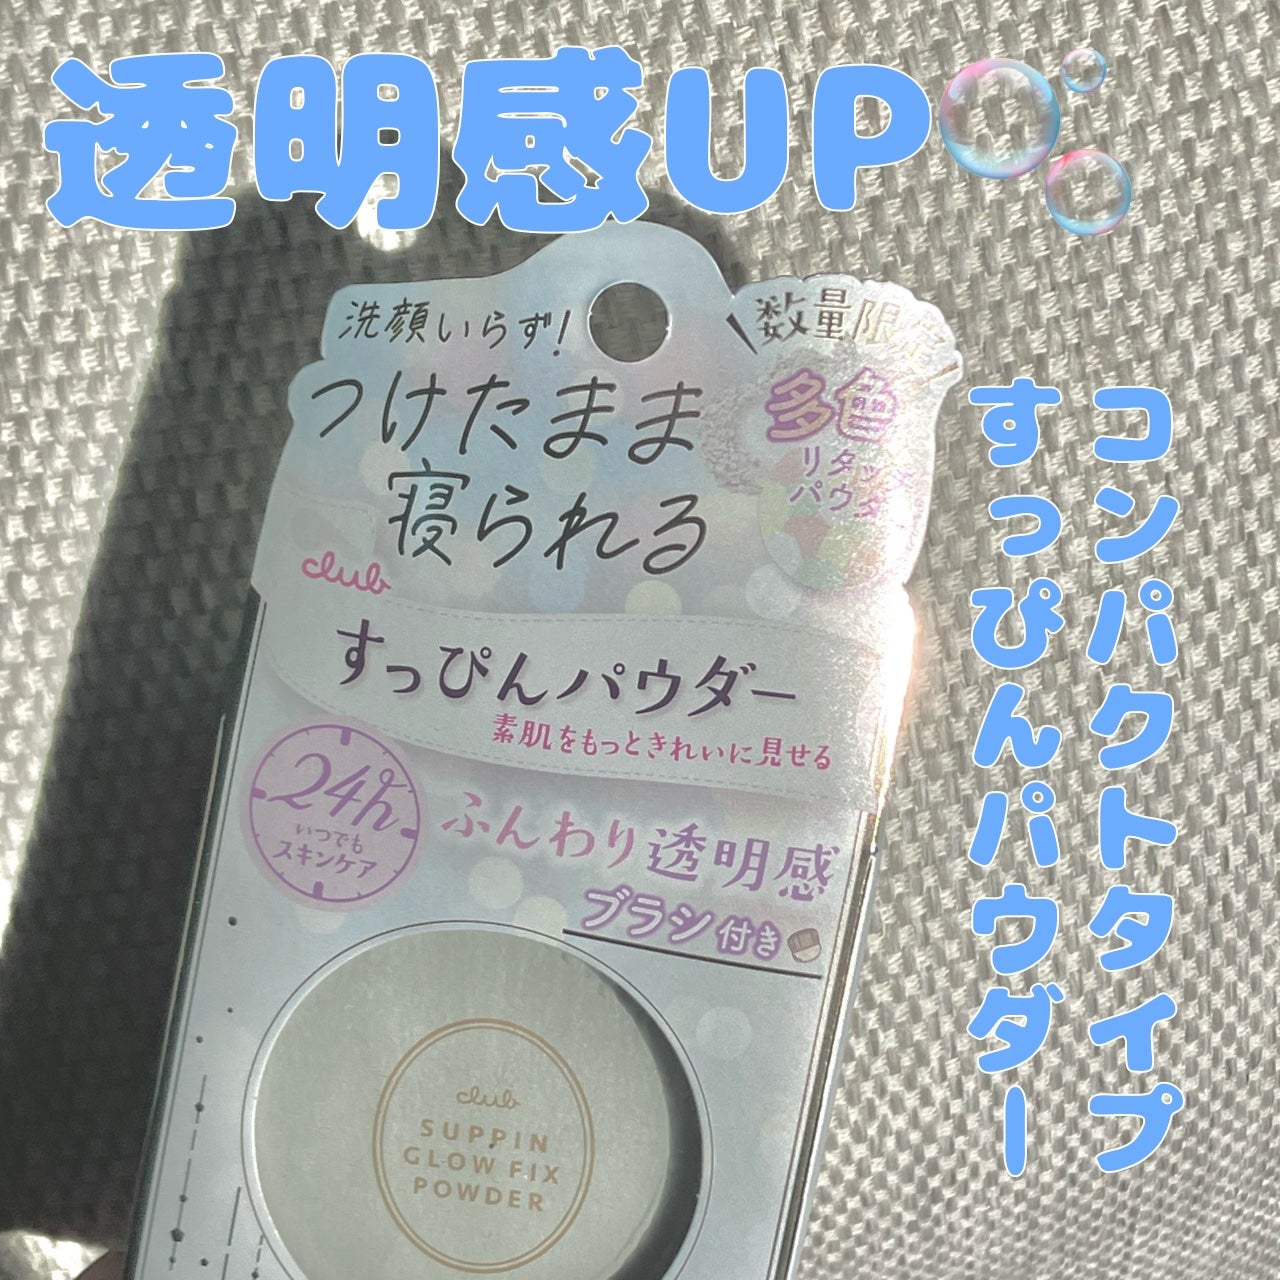 透明感UP
コンパクトタイプ
すっぴんパウダー
洗顔いらず!
つけたまま
寝られる
数量限定
多色
リタッチ
パウダー
club
すっぴんパウダー
素肌をもっときれいに見せる
24h
いつでも
スキンケア
ふんわり透明感
ブラシ付き
club
SUPPIN
GLOW FIX
POWDER